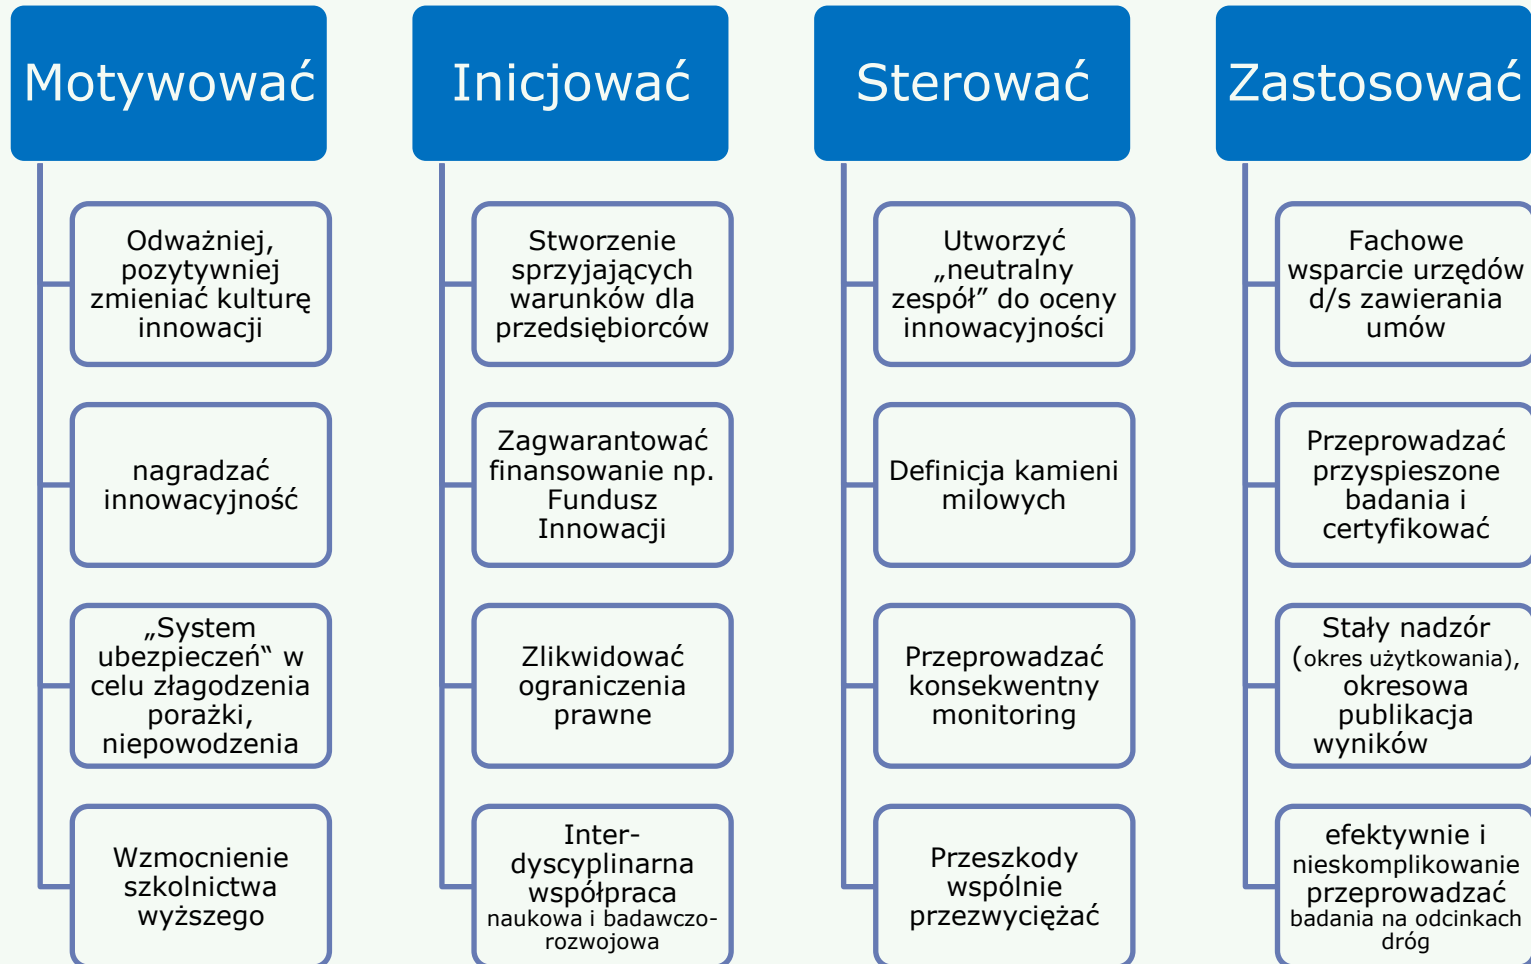 Motywować
Odważniej,
pozytywniej
zmieniać kulturę
innowacji
nagradzać
innowacyjność
„System
ubezpieczeń“ w
celu złagodzenia
porażki,
niepowodzenia
Wzmocnienie
szkolnictwa
wyższego
Inicjować
Stworzenie
sprzyjających
warunków dla
przedsiębiorców
Zagwarantować
finansowanie np.
Fundusz
Innowacji
Zlikwidować
ograniczenia
prawne
Inter-
dyscyplinarna
współpraca
naukowa i badawczo-
rozwojowa
Sterować
Utworzyć
„neutralny
zespół” do oceny
innowacyjności
Definicja kamieni
milowych
Przeprowadzać
konsekwentny
monitoring
Przeszkody
wspólnie
przezwyciężać
Zastosować
Fachowe
wsparcie urzędów
d/s zawierania
umów
Przeprowadzać
przyspieszone
badania i
certyfikować
Stały nadzór
(okres użytkowania),
okresowa
publikacja
wyników
efektywnie i
nieskomplikowanie
przeprowadzać
badania na odcinkach
dróg